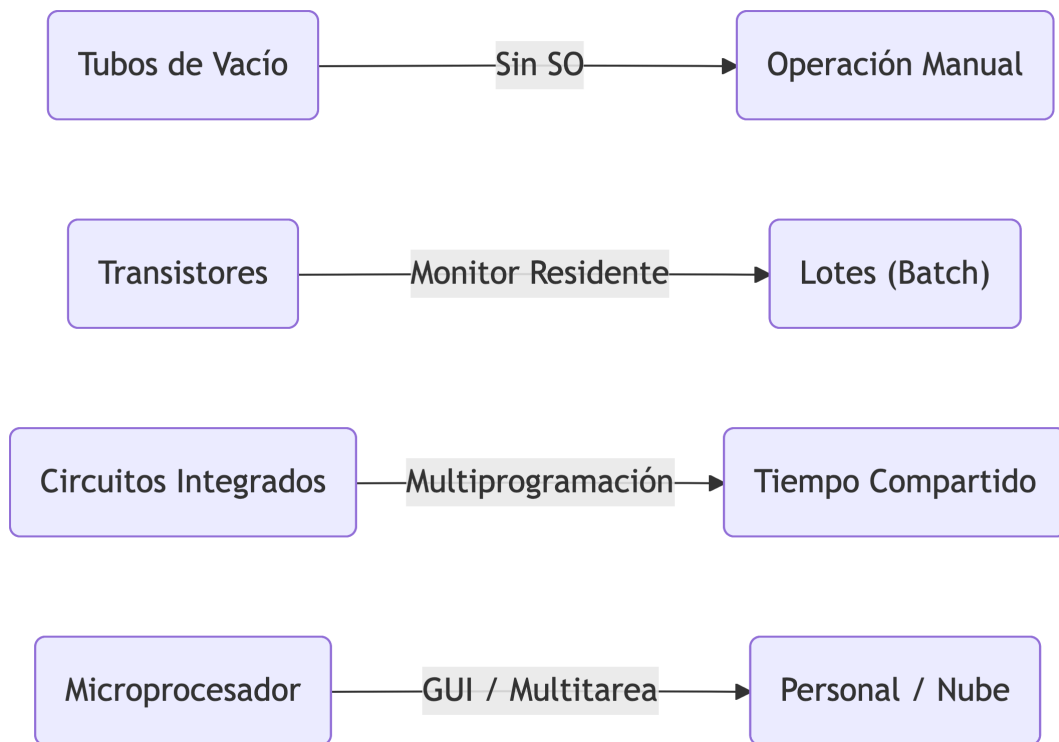 Tubos de Vacío
Sin SO
Operación Manual
Transistores
Monitor Residente
Lotes (Batch)
Circuitos Integrados
Multiprogramación
Tiempo Compartido
Microprocesador
GUI / Multitarea
Personal / Nube